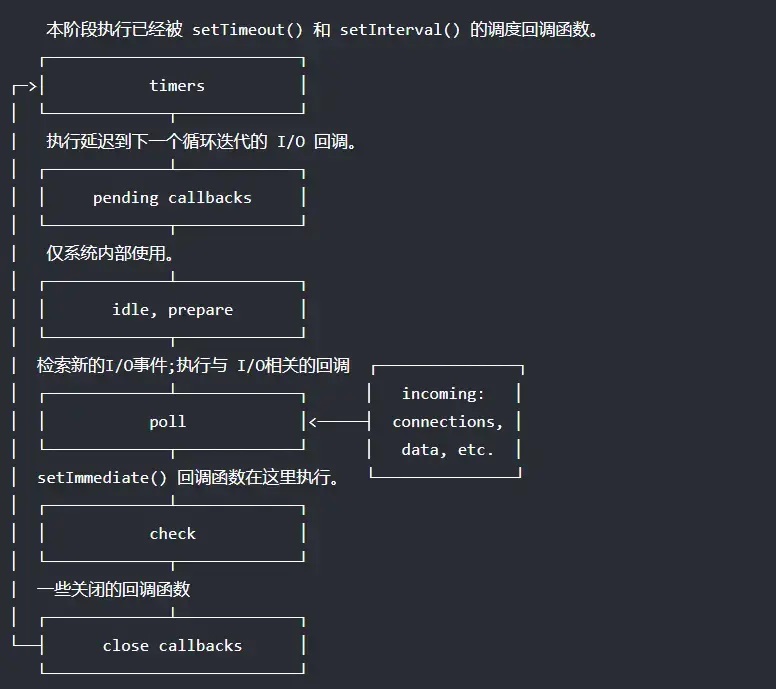 本阶段执行已经被 setTimeout() 和 setInterval() 的调度回调函数。
timers
执行延迟到下一个循环迭代的 I/O 回调。
pending callbacks
仅系统内部使用。
idle, prepare
检索新的I/O事件;执行与 I/O相关的回调
incoming:
poll
connections,
data, etc.
setImmediate() 回调函数在这里执行。
check
一些关闭的回调函数
close callbacks